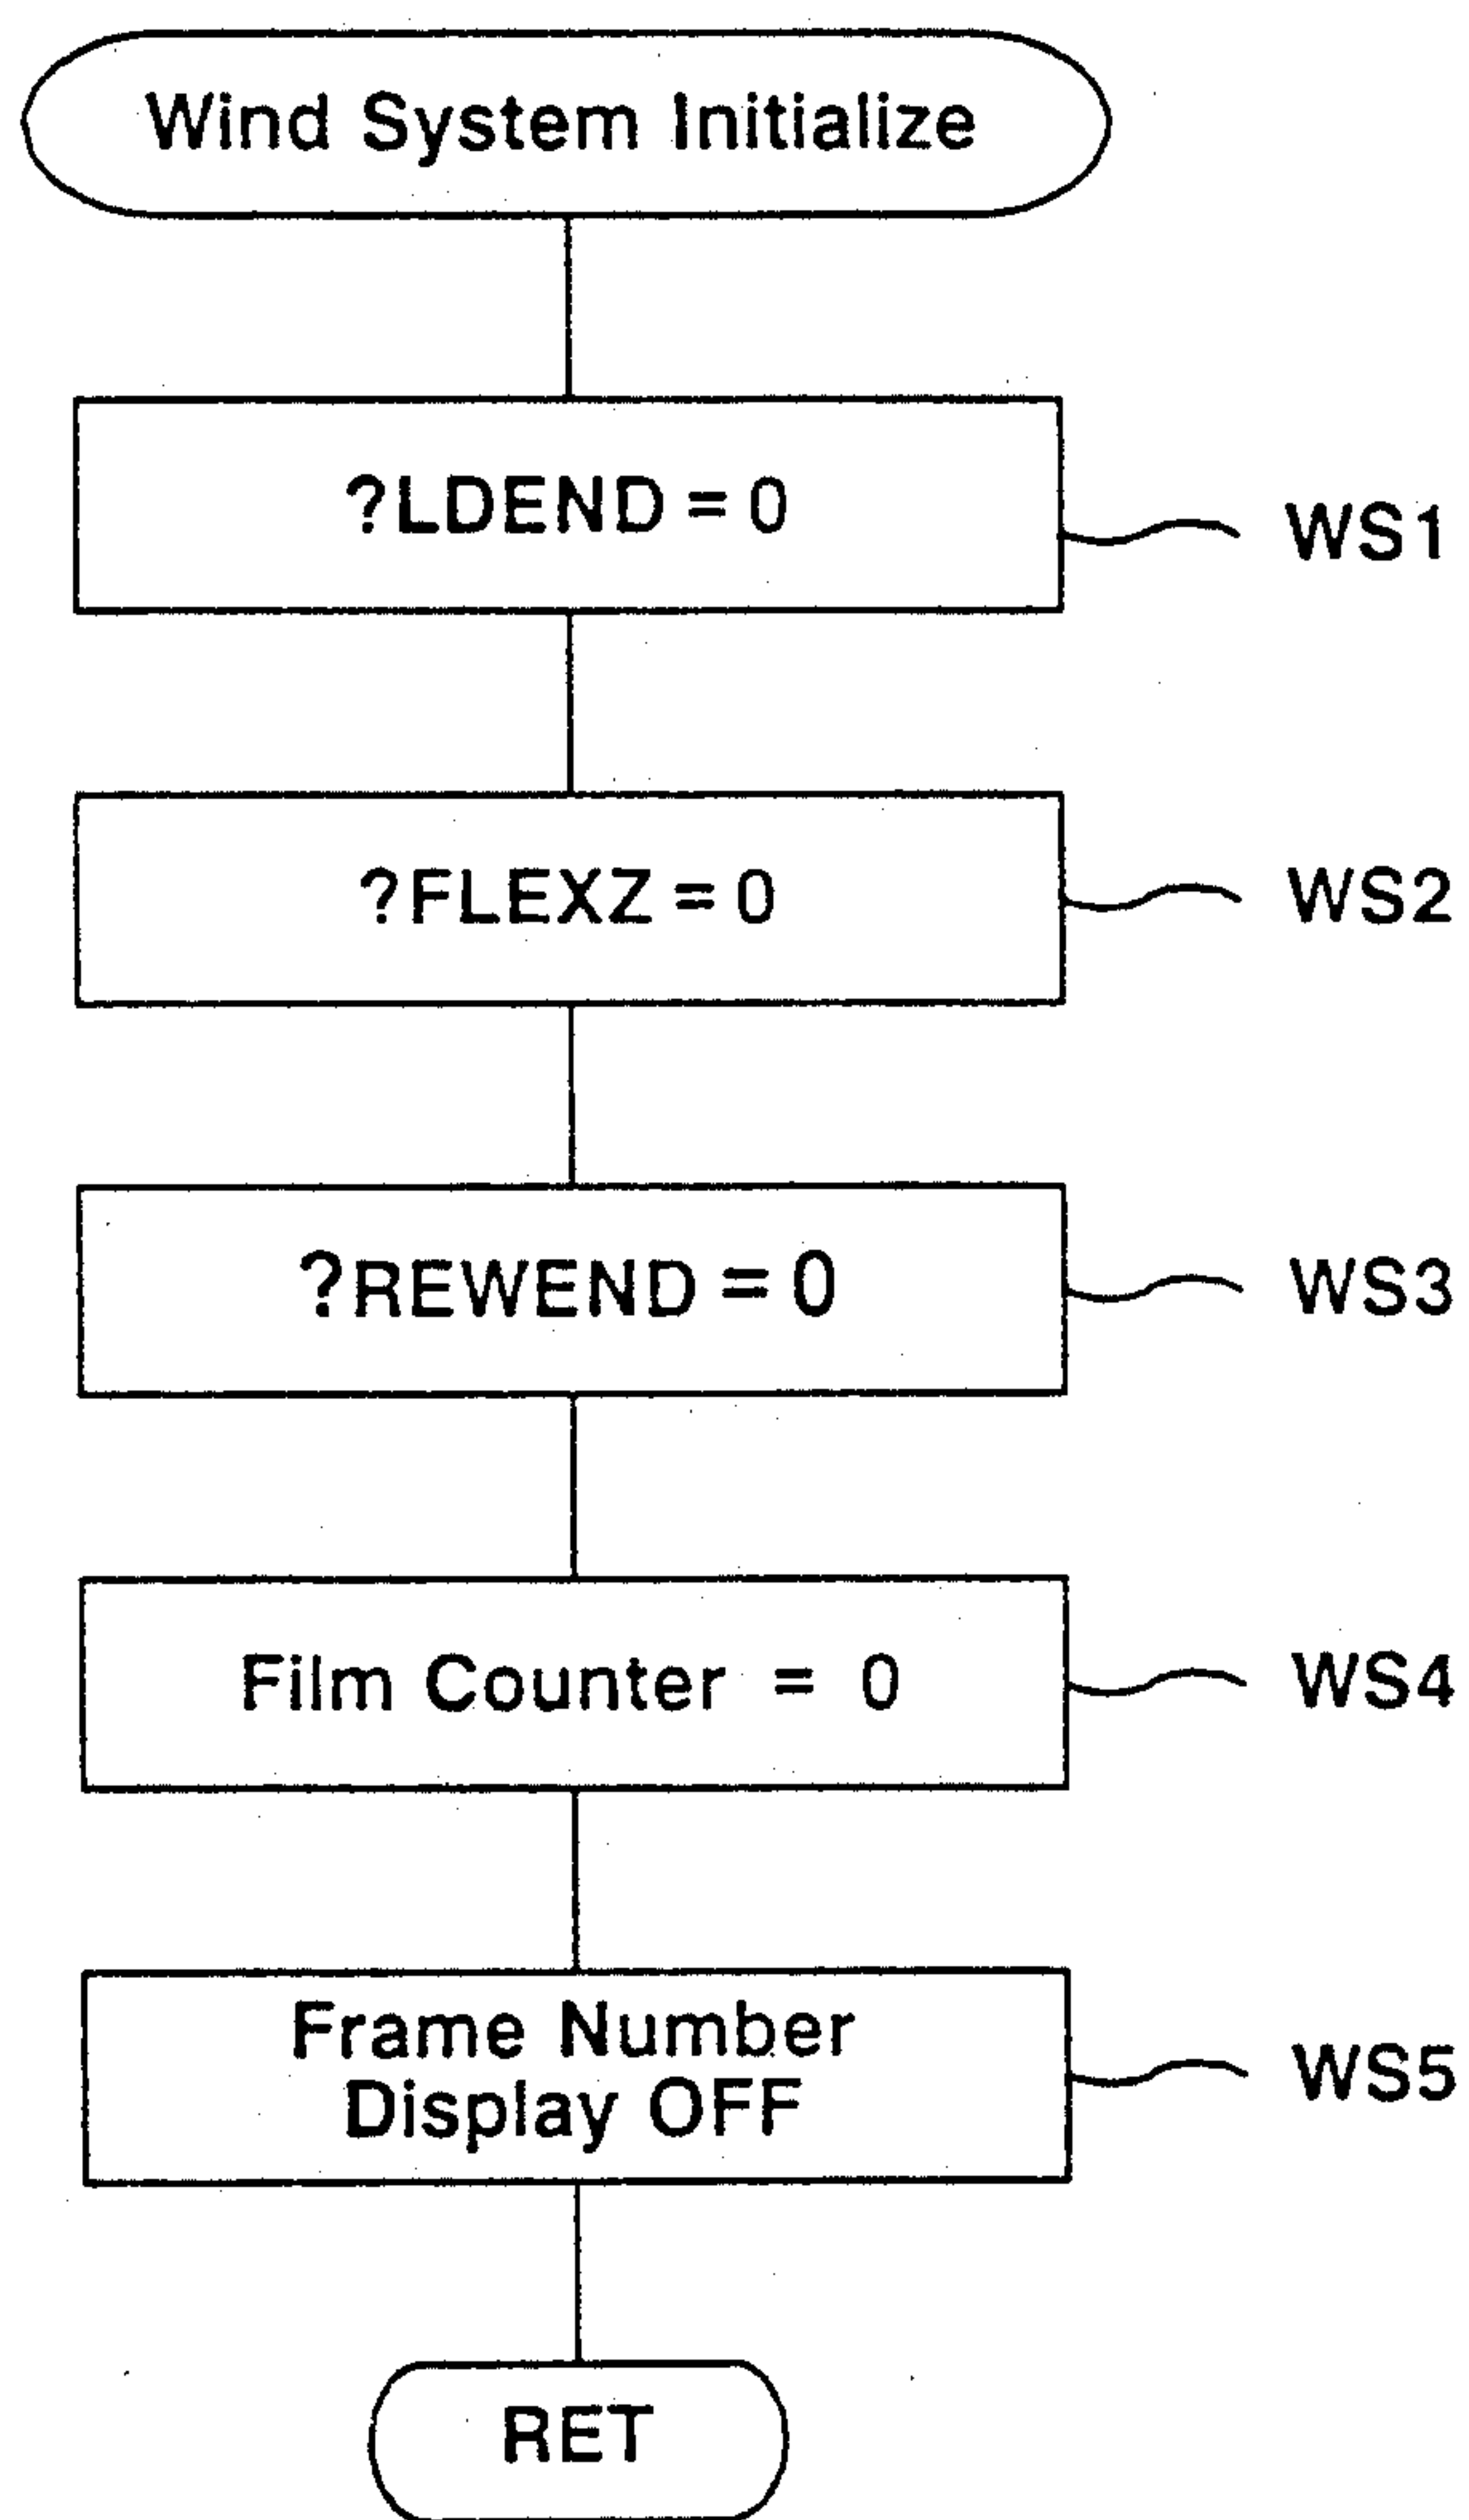 Wind System Initialize
?LDEND = 0
WS1
?FLEXZ = 0
WS2
?REWEND = 0
WS3
Film Counter = 0
WS4
Frame Number
Display OFF
WS5
RET